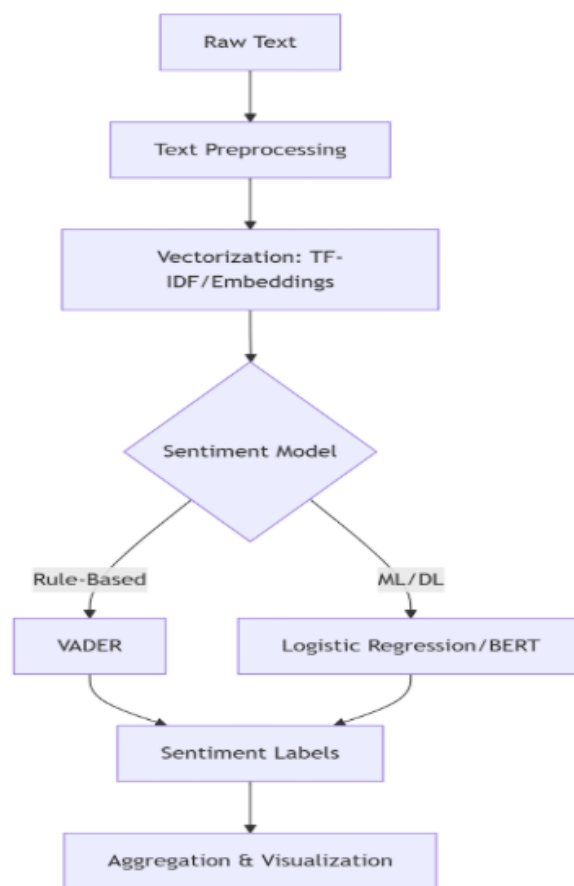 Raw Text
Text Preprocessing
Vectorization: TF-
IDF/Embeddings
Sentiment Model
Rule-Based
ML/DL
VADER
Logistic Regression/BERT
Sentiment Labels
Aggregation & Visualization